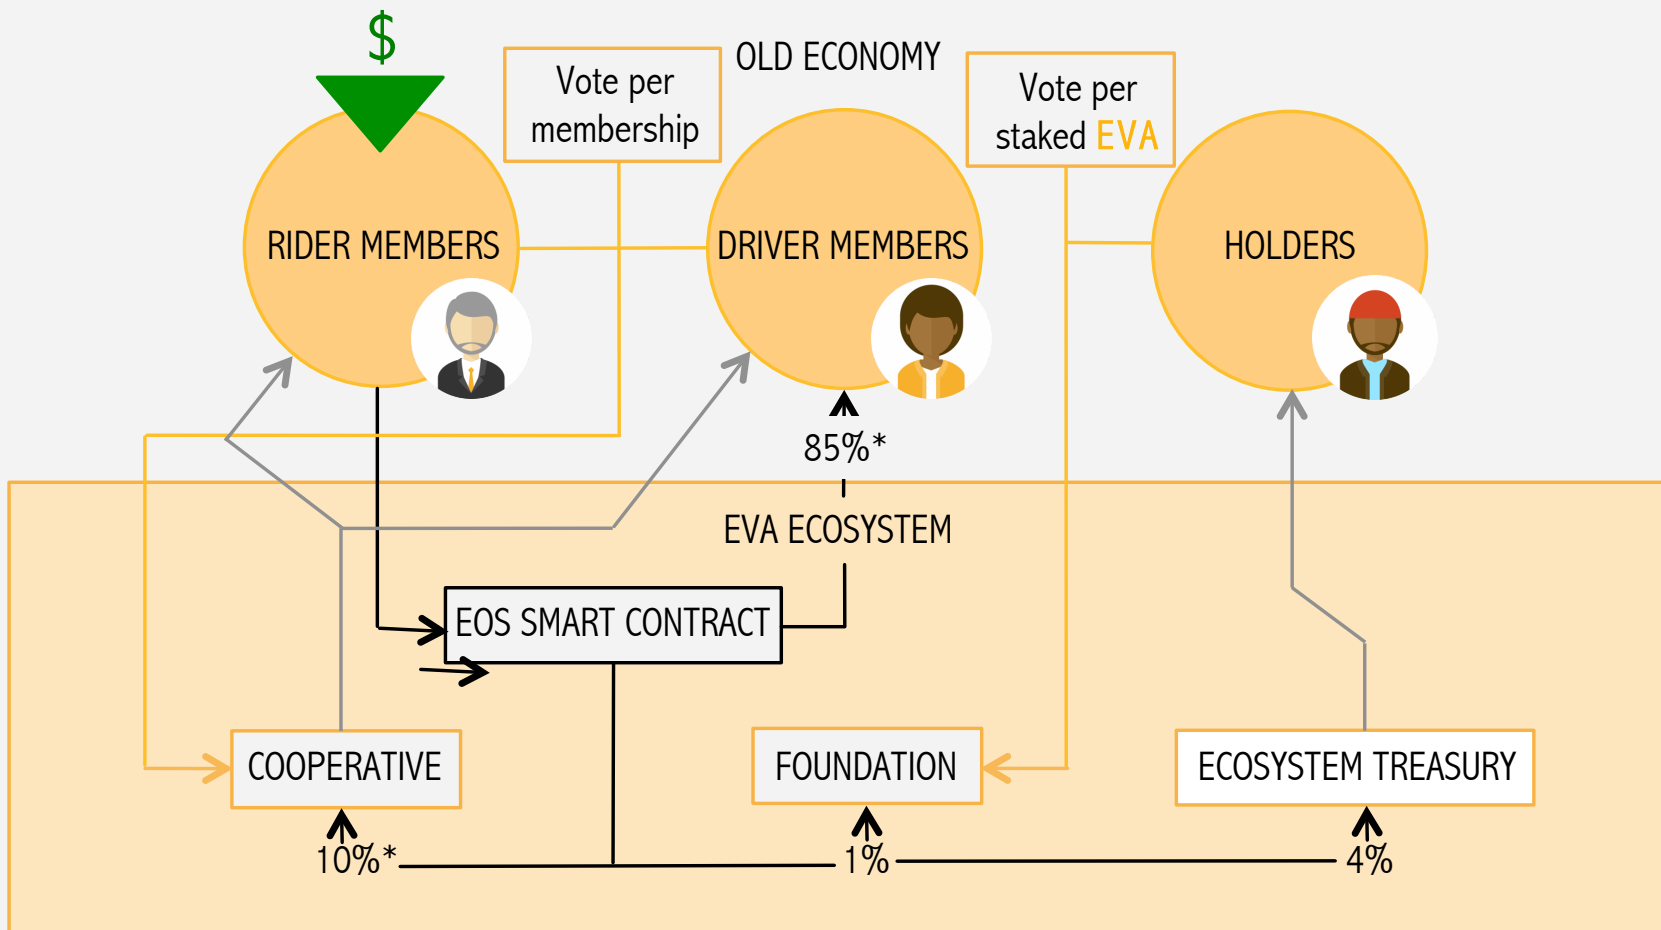 $
OLD ECONOMY
Vote per
membership
Vote per
staked EVA
RIDER MEMBERS
DRIVER MEMBERS
HOLDERS
85%*
EVA ECOSYSTEM
EOS SMART CONTRACT
COOPERATIVE
FOUNDATION
ECOSYSTEM TREASURY
10%*
1%
4%